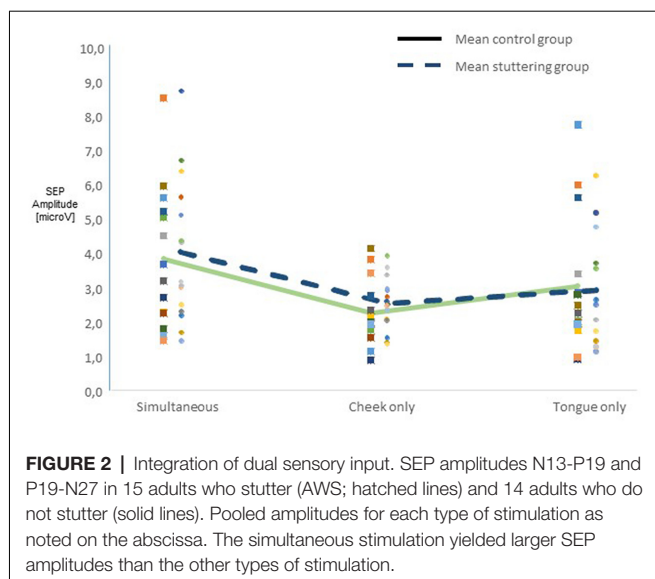 10,0
9,0
8,0
7,0
6,0
5,0
4,0
3,0
2,0
1,0
0,0
SEP
Amplitude
[microV]
Mean control group
Mean stuttering group
Simultaneous
Cheek only
Tongue only
FIGURE 2 | Integration of dual sensory input. SEP amplitudes N13-P19 and
P19-N27 in 15 adults who stutter (AWS; hatched lines) and 14 adults who do
not stutter (solid lines). Pooled amplitudes for each type of stimulation as
noted on the abscissa. The simultaneous stimulation yielded larger SEP
amplitudes than the other types of stimulation.